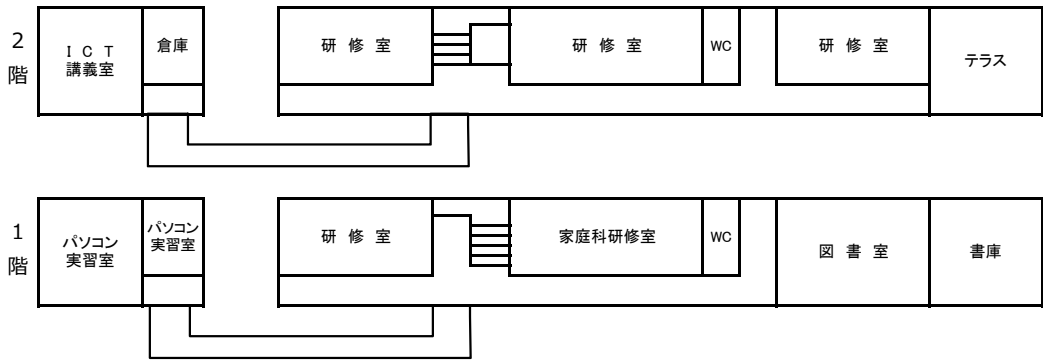 2
階
I C T
講義室
倉庫
研 修 室
研 修 室
WC
研 修 室
テラス
1
階
パソコン
実習室
パソコン
実習室
研 修 室
家庭科研修室
WC
図 書 室
書庫